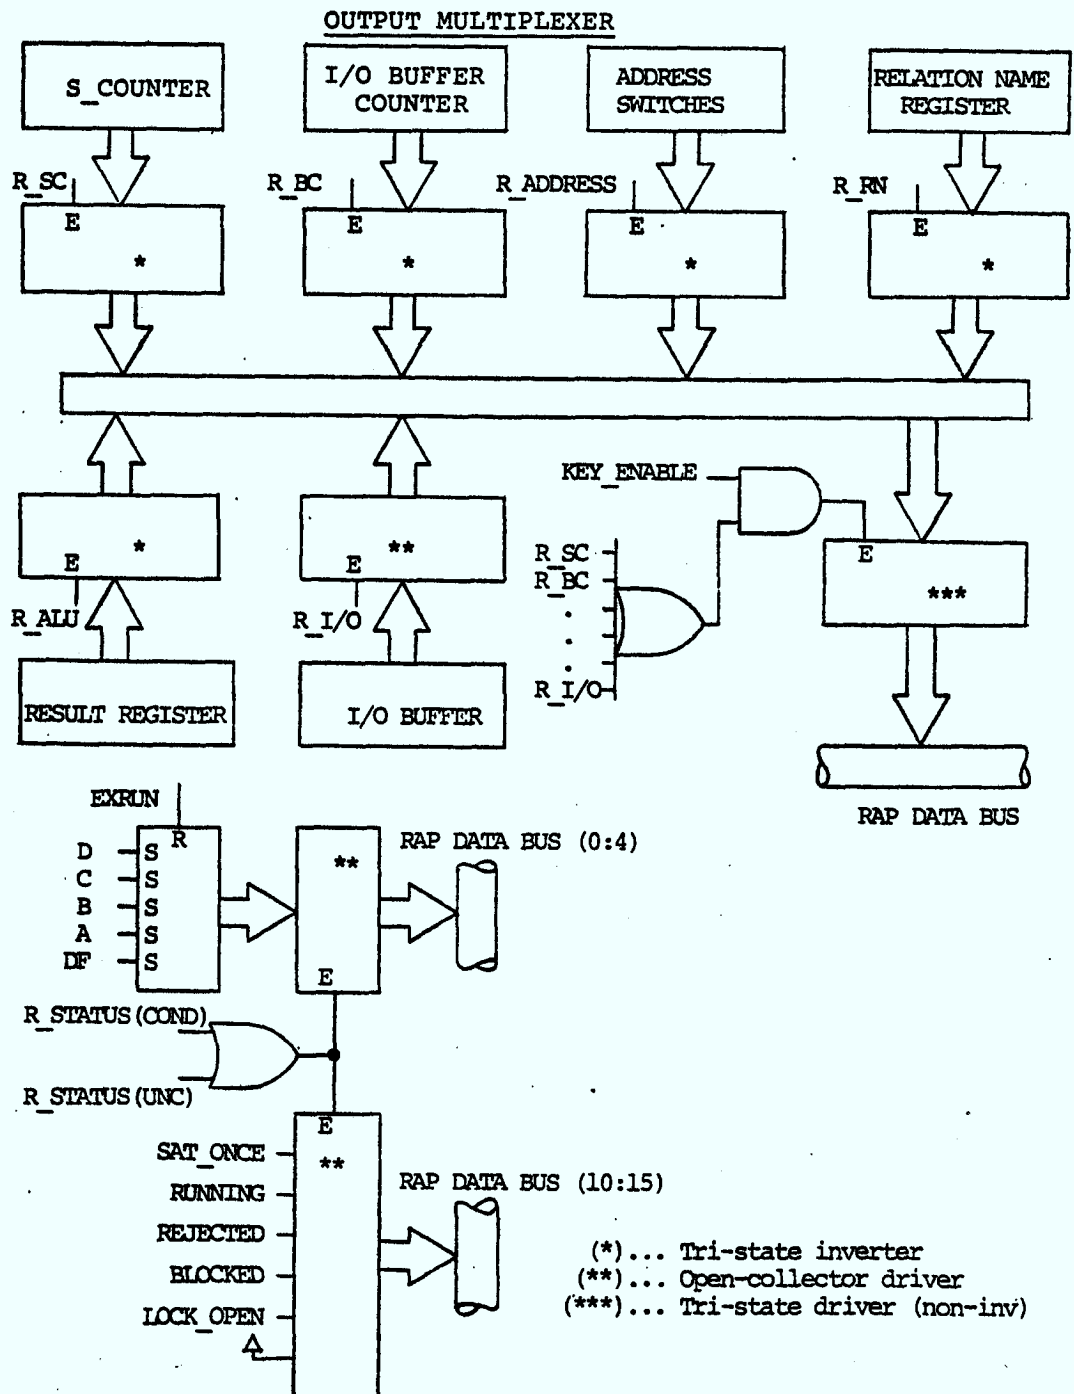 OUTPUT MULTIPLEXER
S_COUNTER
I/O BUFFER
COUNTER
ADDRESS
SWITCHES
RELATION NAME
REGISTER
R_SC
R_BC
R_ADDRESS
R_RN
E
E
E
E
*
*
*
*
KEY_ENABLE
*
**
E
E
R_ALU
R_I/O
RESULT REGISTER
I/O BUFFER
R_SC
R_BC
.
.
.
R_I/O
E
***
RAP DATA BUS
EXRUN
R
D S
C S
B S
A S
DF S
**
E
RAP DATA BUS (0:4)
R_STATUS(COND)
R_STATUS(UNC)
E
**
SAT_ONCE
RUNNING
REJECTED
BLOCKED
LOCK_OPEN
RAP DATA BUS (10:15)
(*)... Tri-state inverter
(**)... Open-collector driver
(***)... Tri-state driver (non-inv)